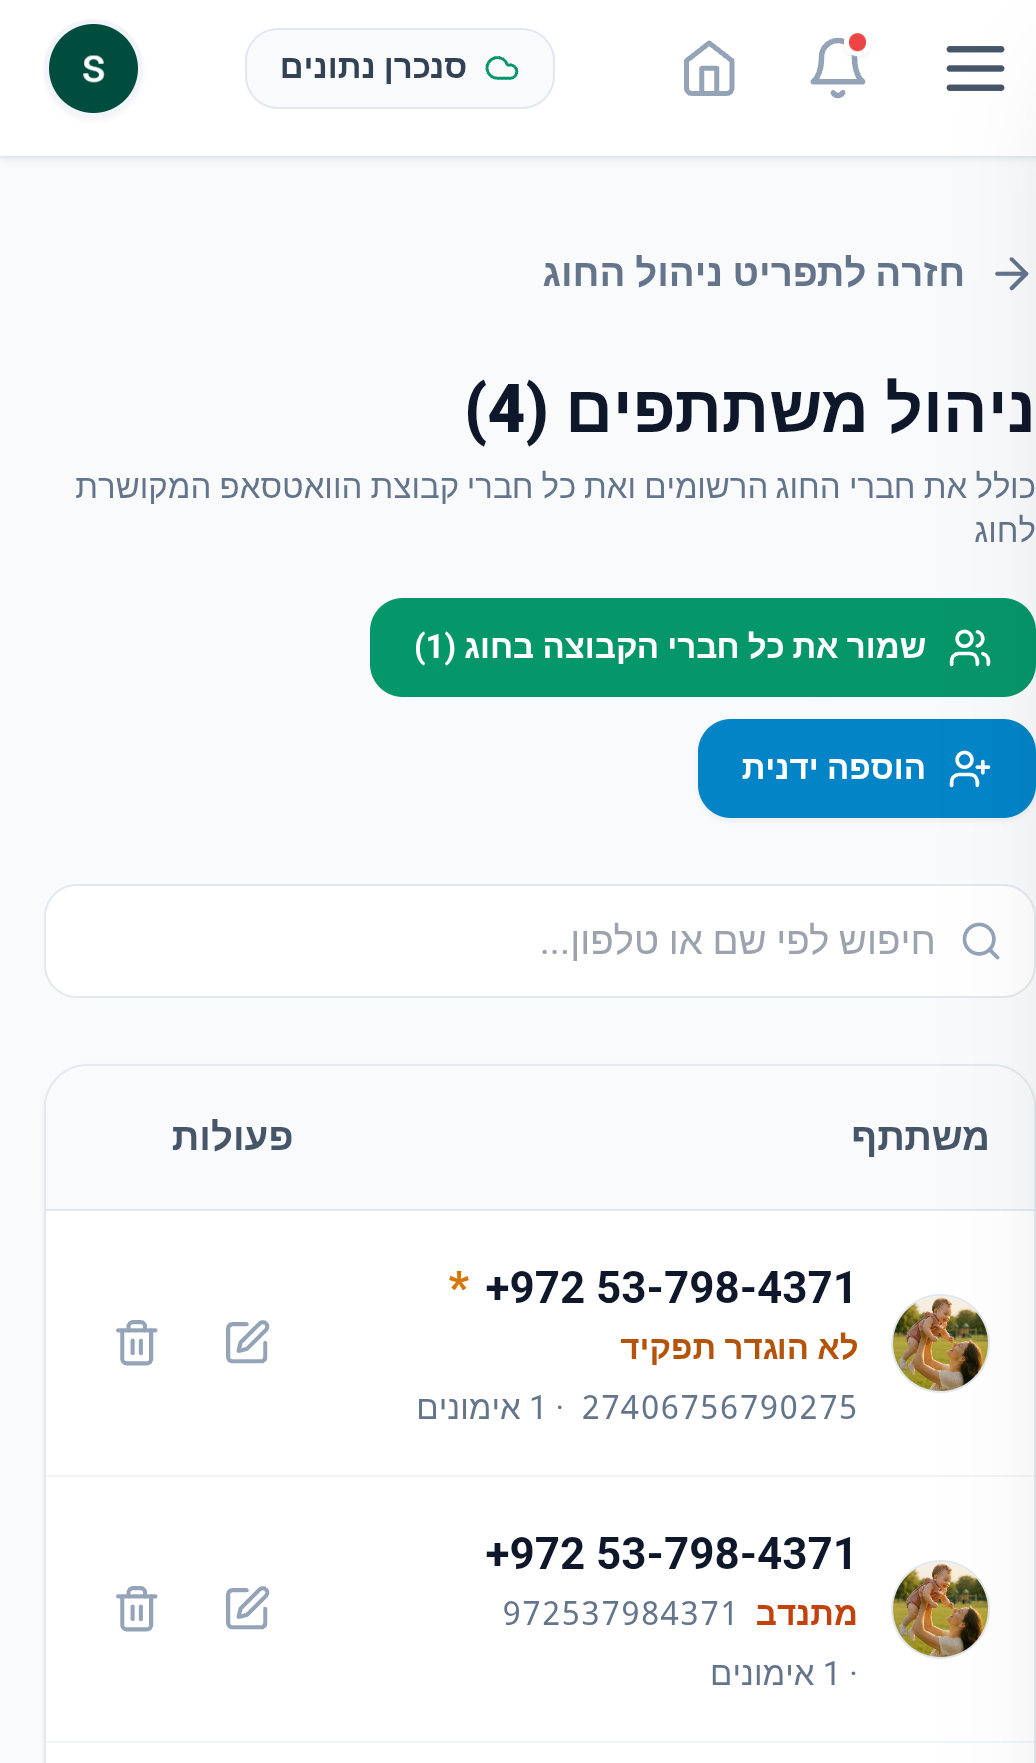 סנכרן נתונים
S
חזרה לתפריט ניהול החוג
ניהול משתתפים (4)
כולל את חברי החוג הרשומים ואת כל חברי קבוצת הוואטסאפ המקושרת
לחוג
שמור את כל חברי הקבוצה בחוג (1)
הוספה ידנית
חיפוש לפי שם או טלפון...
משתתף
פעולות
+972 53-798-4371 *
לא הוגדר תפקיד
27406756790275 · 1 אימונים
+972 53-798-4371
מתנדב 972537984371
· 1 אימונים